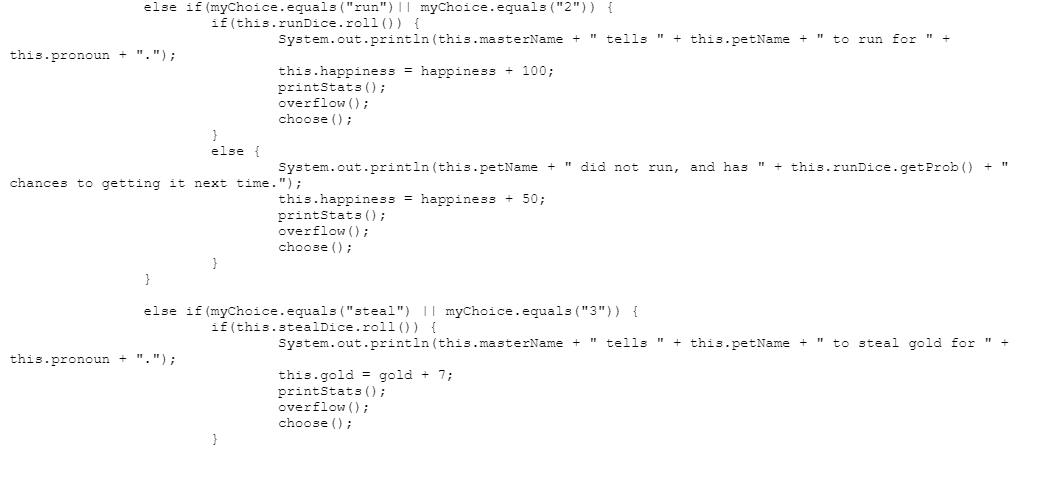 else if(myChoice.equals("run")|| myChoice.equals("2")) {
if(this.runDice.roll()) {
System.out.println(this.masterName + " tells " + this.petName + " to run for " +
this.pronoun + ".");
this.happiness = happiness + 100;
printStats();
overflow();
choose();
}
else {
System.out.println(this.petName + " did not run, and has " + this.runDice.getProb() + "
chances to getting it next time.");
this.happiness = happiness + 50;
printStats();
overflow();
choose();
}
}
else if(myChoice.equals("steal") || myChoice.equals("3")) {
if(this.stealDice.roll()) {
System.out.println(this.masterName + " tells " + this.petName + " to steal gold for " +
this.pronoun + ".");
this.gold = gold + 7;
printStats();
overflow();
choose();
}